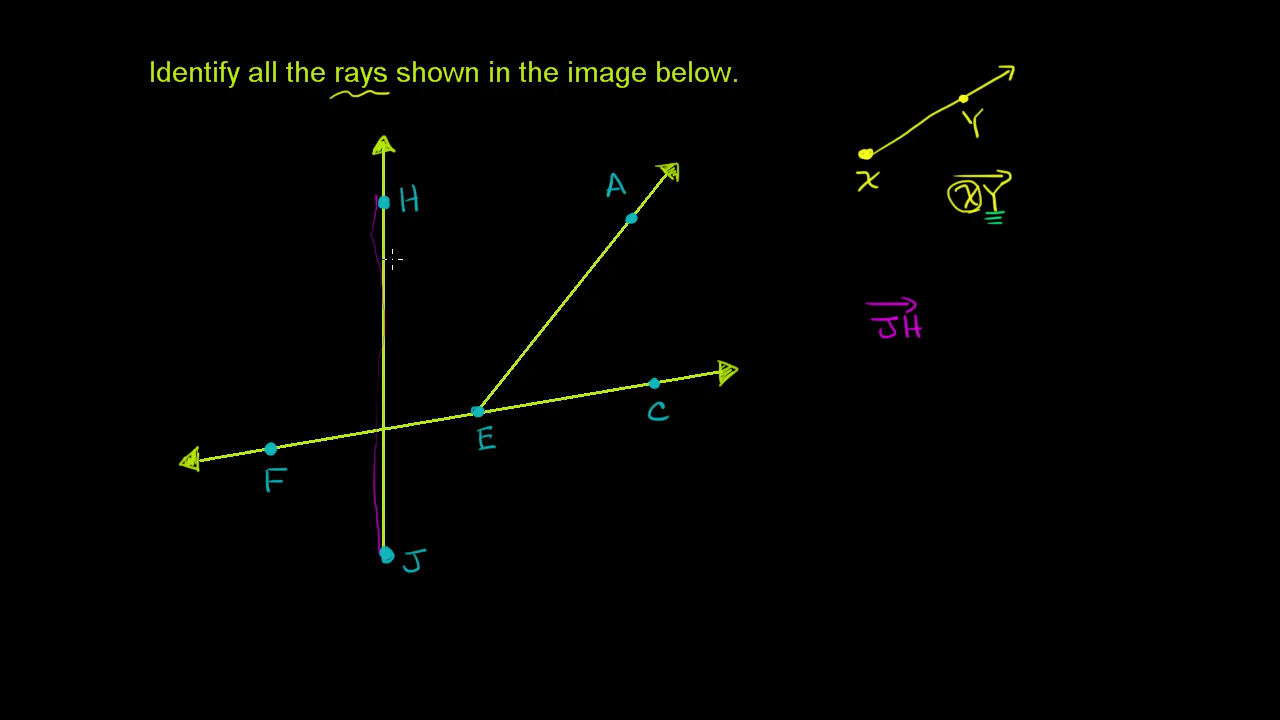 Identify all the rays shown in the image below.
Y
X
XY
H
A
JH
C
E
F
J